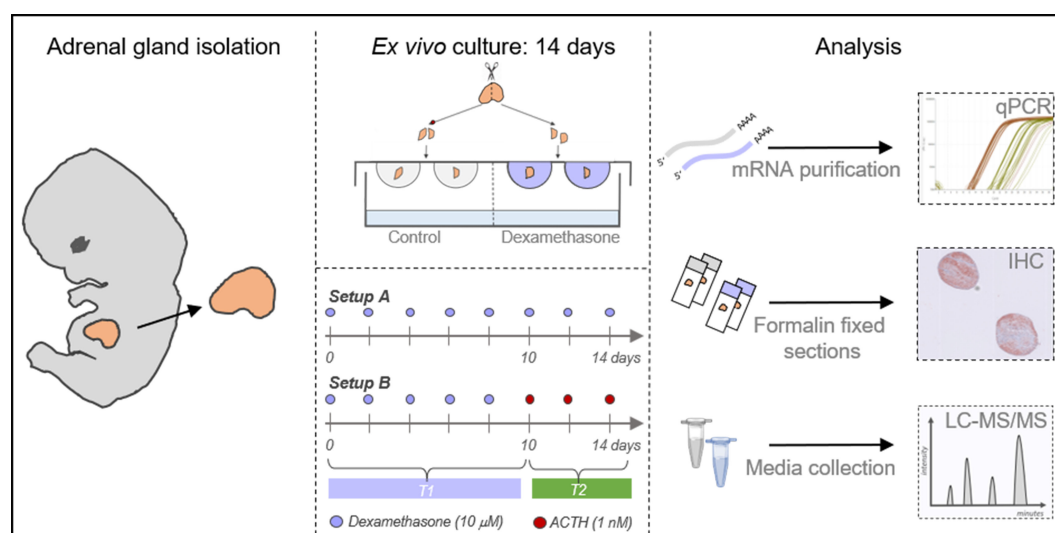 Adrenal gland isolation
Ex vivo culture: 14 days
Control
Dexamethasone
Setup A
0
10
14 days
Setup B
0
10
14 days
T1
T2
Dexamethasone (10 µM)
ACTH (1 nM)
Analysis
5'
AAAA
5'
AAAA
mRNA purification
qPCR
Formalin fixed
sections
IHC
Media collection
LC-MS/MS
intensity
minutes